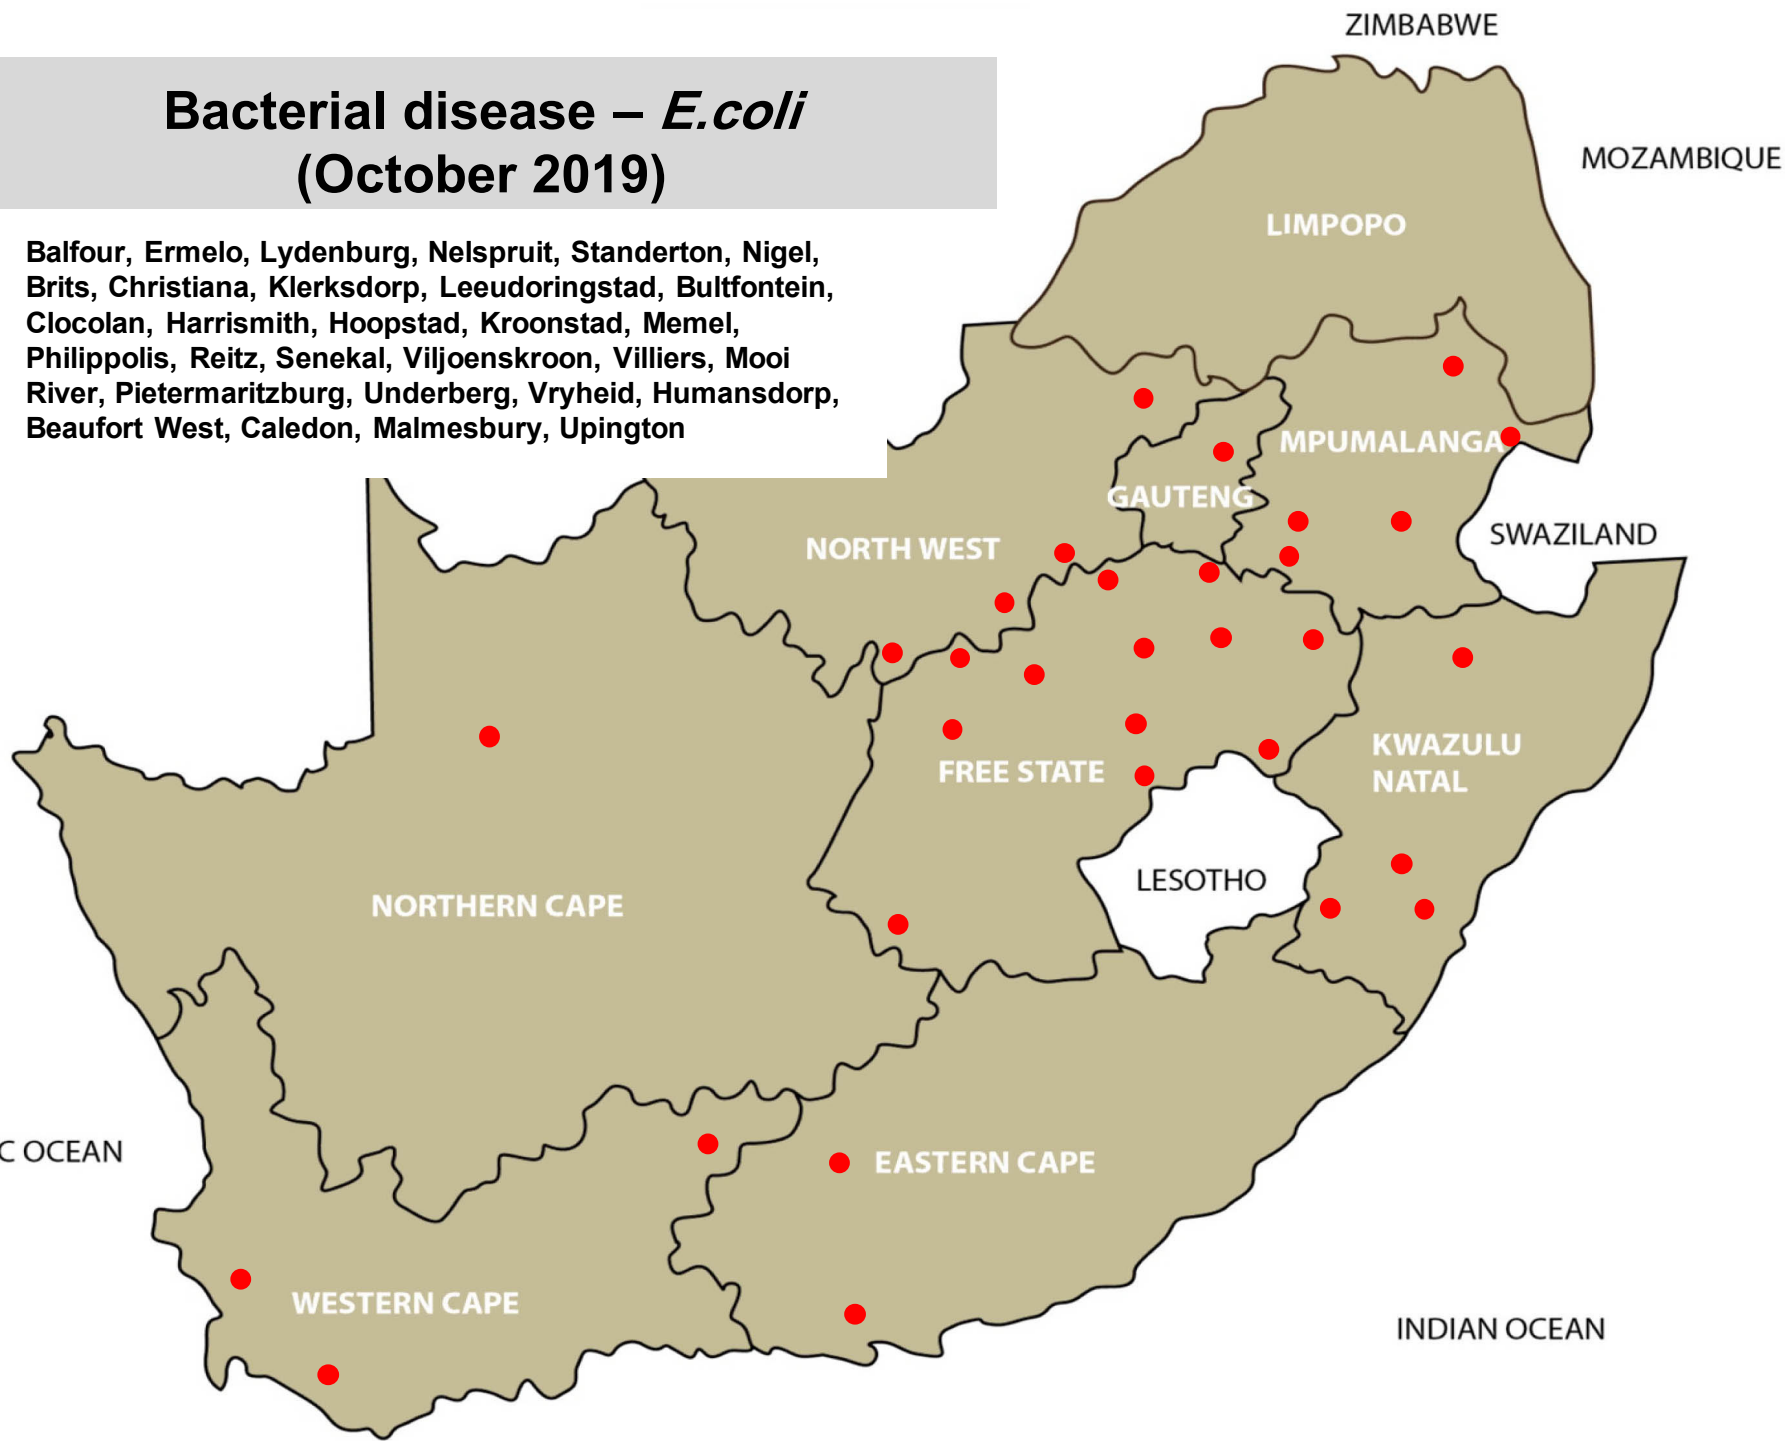 ZIMBABWE
Bacterial disease – E.coli
(October 2019)
MOZAMBIQUE
LIMPOPO
Balfour, Ermelo, Lydenburg, Nelspruit, Standerton, Nigel,
Brits, Christiana, Klerksdorp, Leeudoringstad, Bultfontein,
Clocolan, Harrismith, Hoopstad, Kroonstad, Memel,
Philippolis, Reitz, Senekal, Viljoenskroon, Villiers, Mooi
River, Pietermaritzburg, Underberg, Vryheid, Humansdorp,
Beaufort West, Caledon, Malmesbury, Upington
MPUMALANGA
GAUTENG
SWAZILAND
NORTH WEST
KWAZULU
NATAL
FREE STATE
LESOTHO
NORTHERN CAPE
C OCEAN
EASTERN CAPE
WESTERN CAPE
INDIAN OCEAN